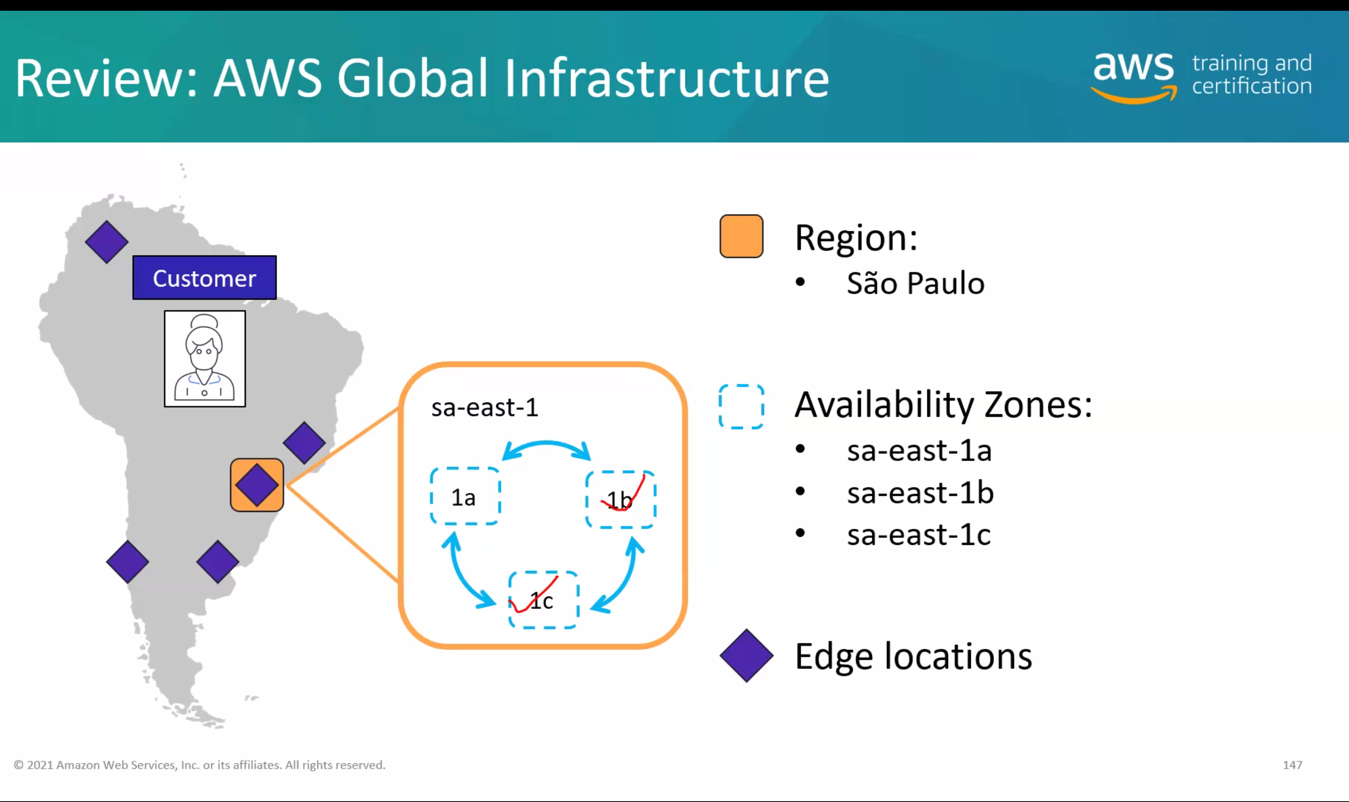 Review: AWS Global Infrastructure
aws training and
certification
Customer
Region:
• São Paulo
sa-east-1
1a
1b
1c
Availability Zones:
• sa-east-1a
• sa-east-1b
• sa-east-1c
Edge locations
© 2021 Amazon Web Services, Inc. or its affiliates. All rights reserved.
147